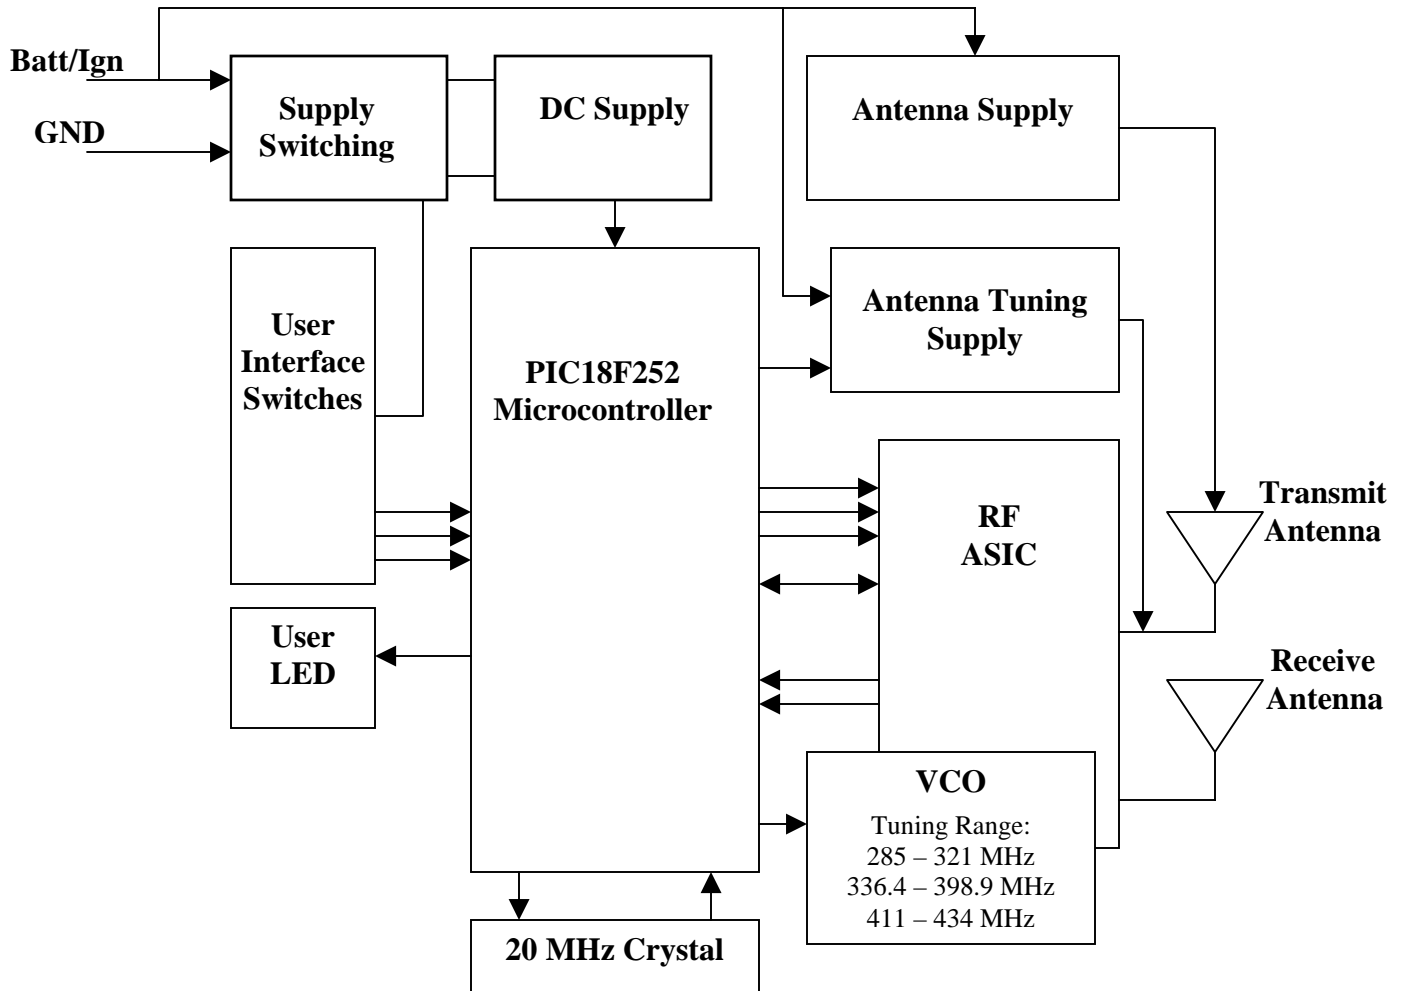 Batt/Ign
GND
Supply
Switching
DC Supply
Antenna Supply
User
Interface
Switches
PIC18F252
Microcontroller
Antenna Tuning
Supply
RF
ASIC
Transmit
Antenna
User
LED
Receive
Antenna
VCO
Tuning Range:
285 – 321 MHz
336.4 – 398.9 MHz
411 – 434 MHz
20 MHz Crystal